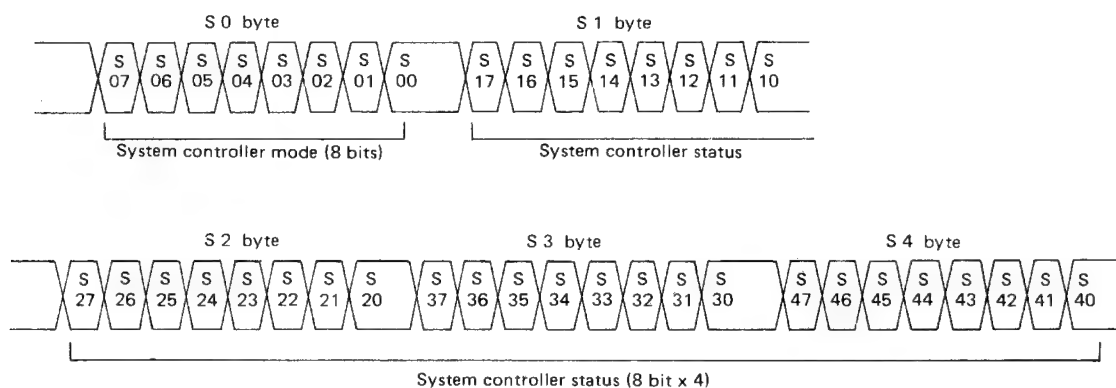 S 0 byte
S 1 byte
S S S S S S S S
07 06 05 04 03 02 01 00
S S S S S S S S
17 16 15 14 13 12 11 10
System controller mode (8 bits)
System controller status
S 2 byte
S 3 byte
S 4 byte
S S S S S S S S
27 26 25 24 23 22 21 20
S S S S S S S S
37 36 35 34 33 32 31 30
S S S S S S S S
47 46 45 44 43 42 41 40
System controller status (8 bit x 4)